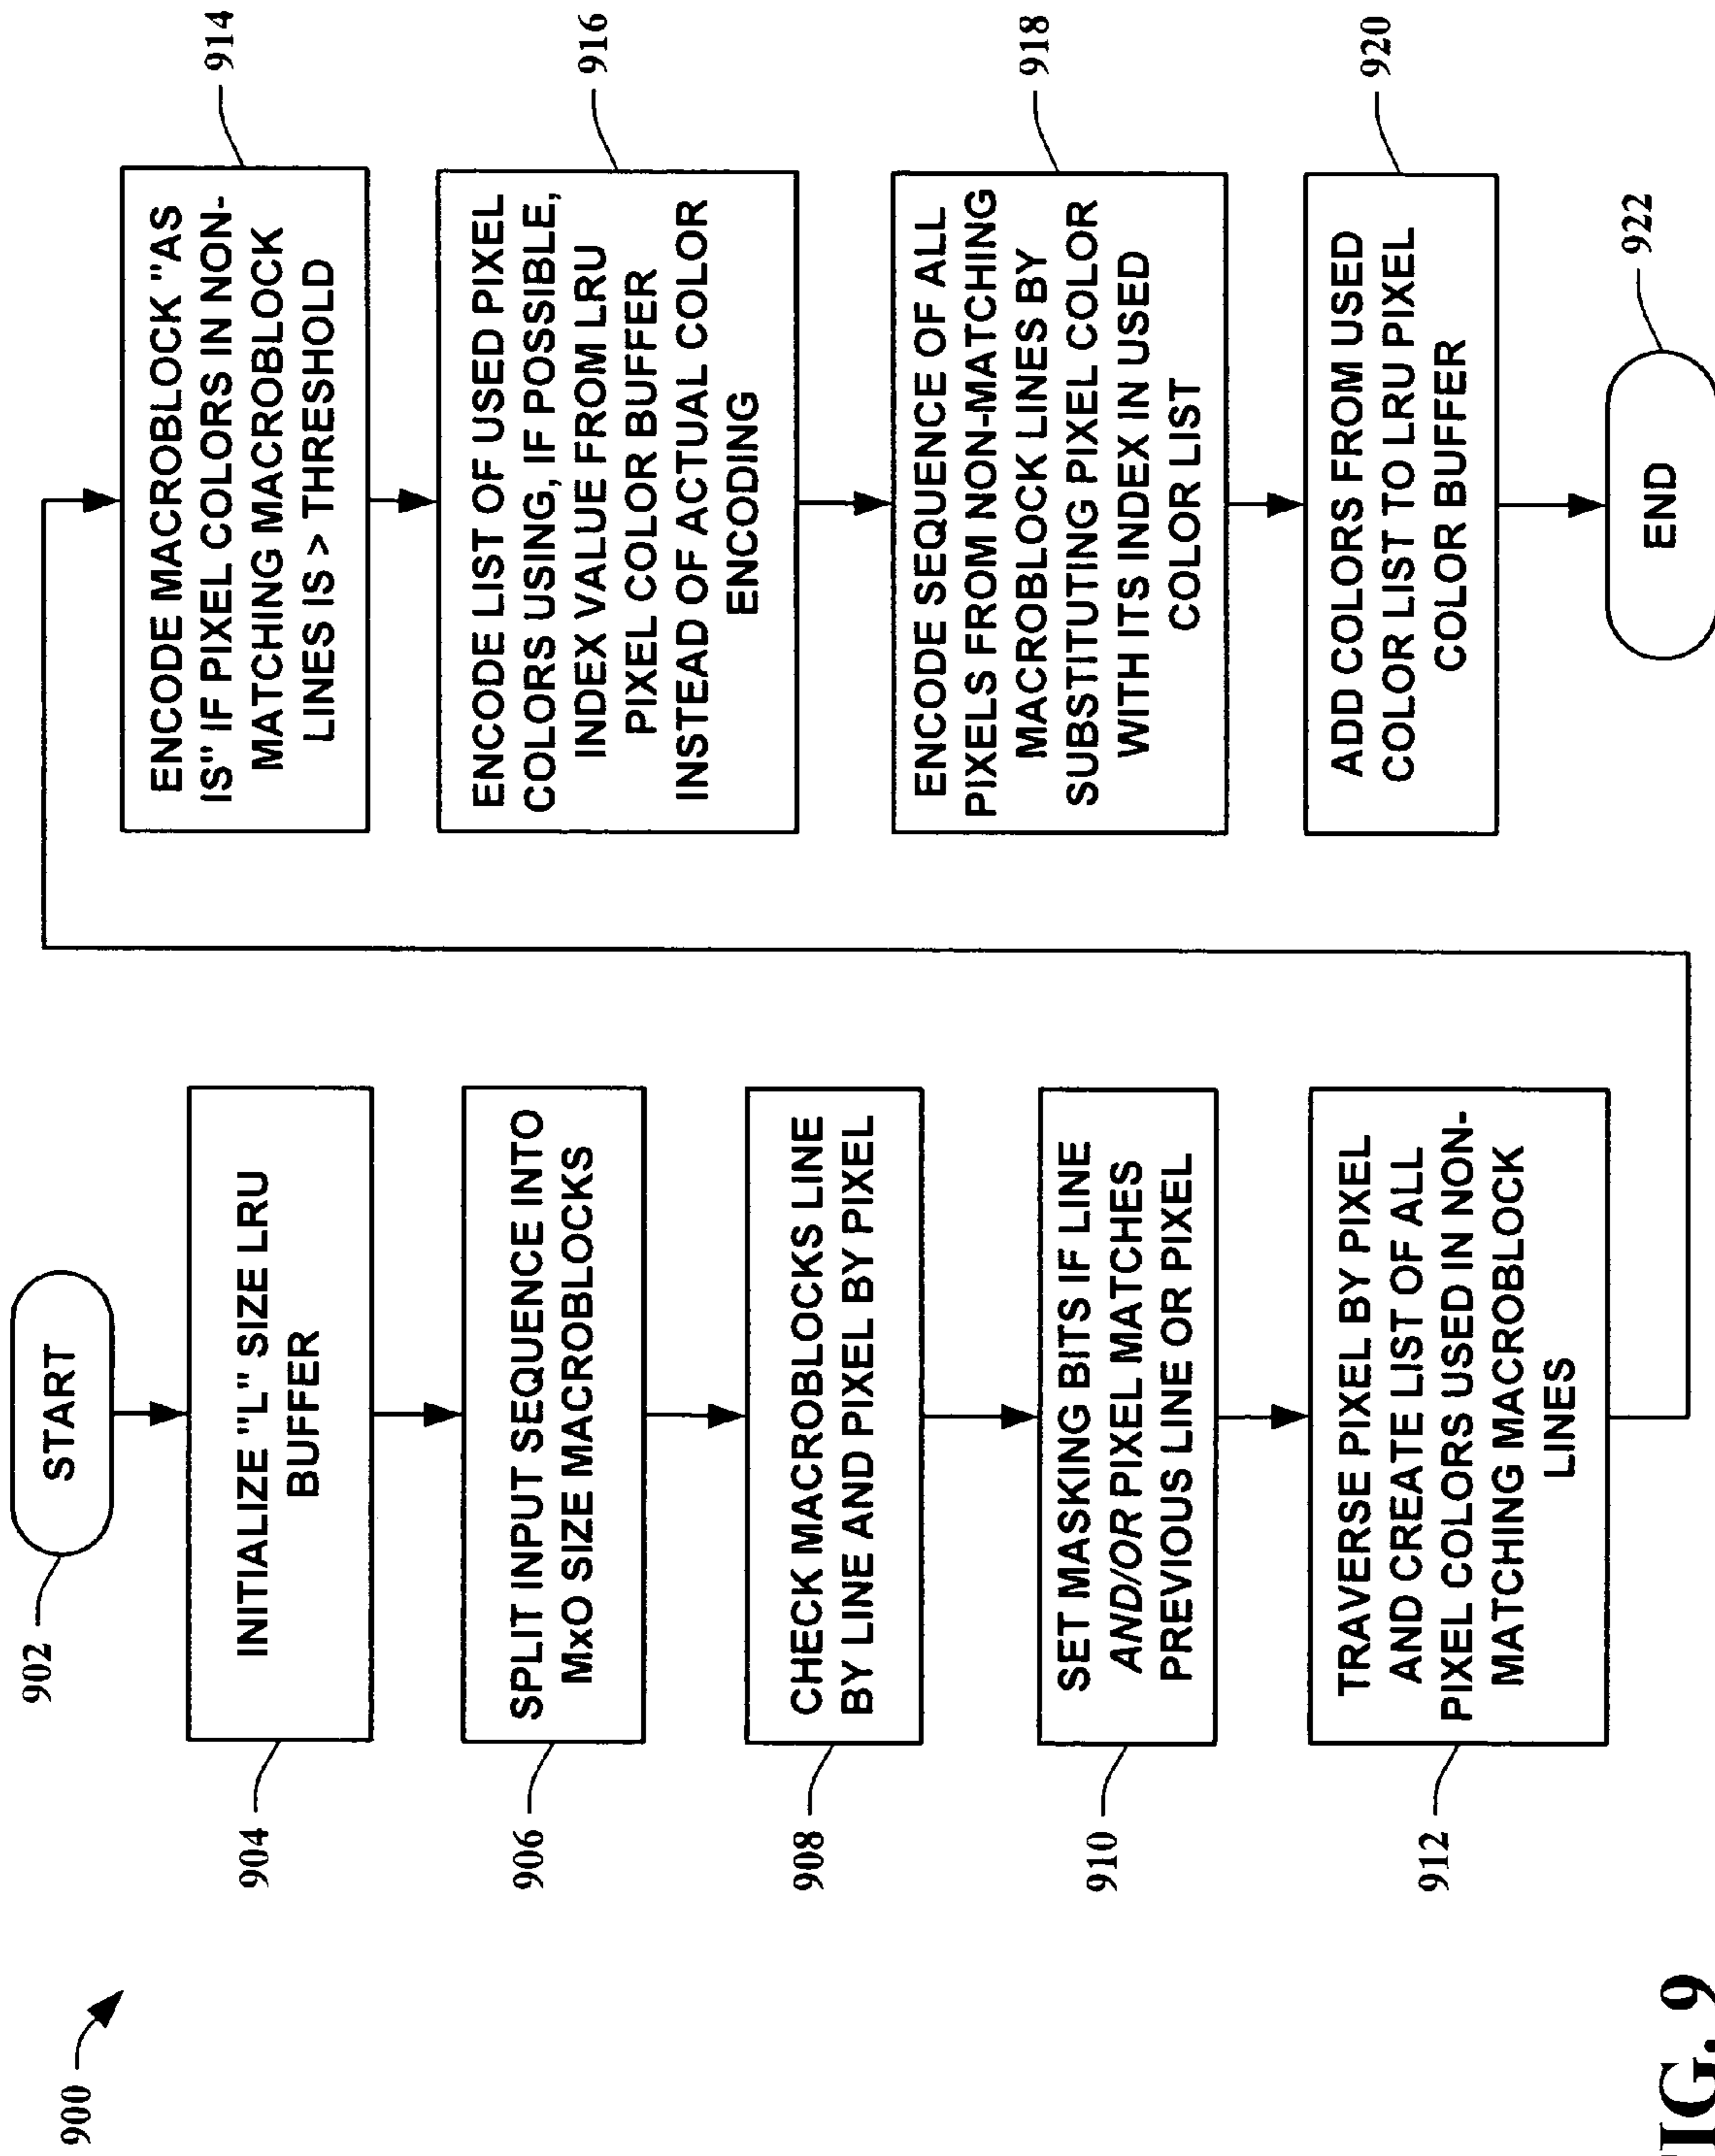 900
902
START
904
INITIALIZE "L" SIZE LRU
BUFFER
906
SPLIT INPUT SEQUENCE INTO
MxO SIZE MACROBLOCKS
908
CHECK MACROBLOCKS LINE
BY LINE AND PIXEL BY PIXEL
910
SET MASKING BITS IF LINE
AND/OR PIXEL MATCHES
PREVIOUS LINE OR PIXEL
912
TRAVERSE PIXEL BY PIXEL
AND CREATE LIST OF ALL
PIXEL COLORS USED IN NON-
MATCHING MACROBLOCK
LINES
914
ENCODE MACROBLOCK "AS
IS" IF PIXEL COLORS IN NON-
MATCHING MACROBLOCK
LINES IS > THRESHOLD
916
ENCODE LIST OF USED PIXEL
COLORS USING, IF POSSIBLE,
INDEX VALUE FROM LRU
PIXEL COLOR BUFFER
INSTEAD OF ACTUAL COLOR
ENCODING
918
ENCODE SEQUENCE OF ALL
PIXELS FROM NON-MATCHING
MACROBLOCK LINES BY
SUBSTITUTING PIXEL COLOR
WITH ITS INDEX IN USED
COLOR LIST
920
ADD COLORS FROM USED
COLOR LIST TO LRU PIXEL
COLOR BUFFER
922
END
FIG. 9